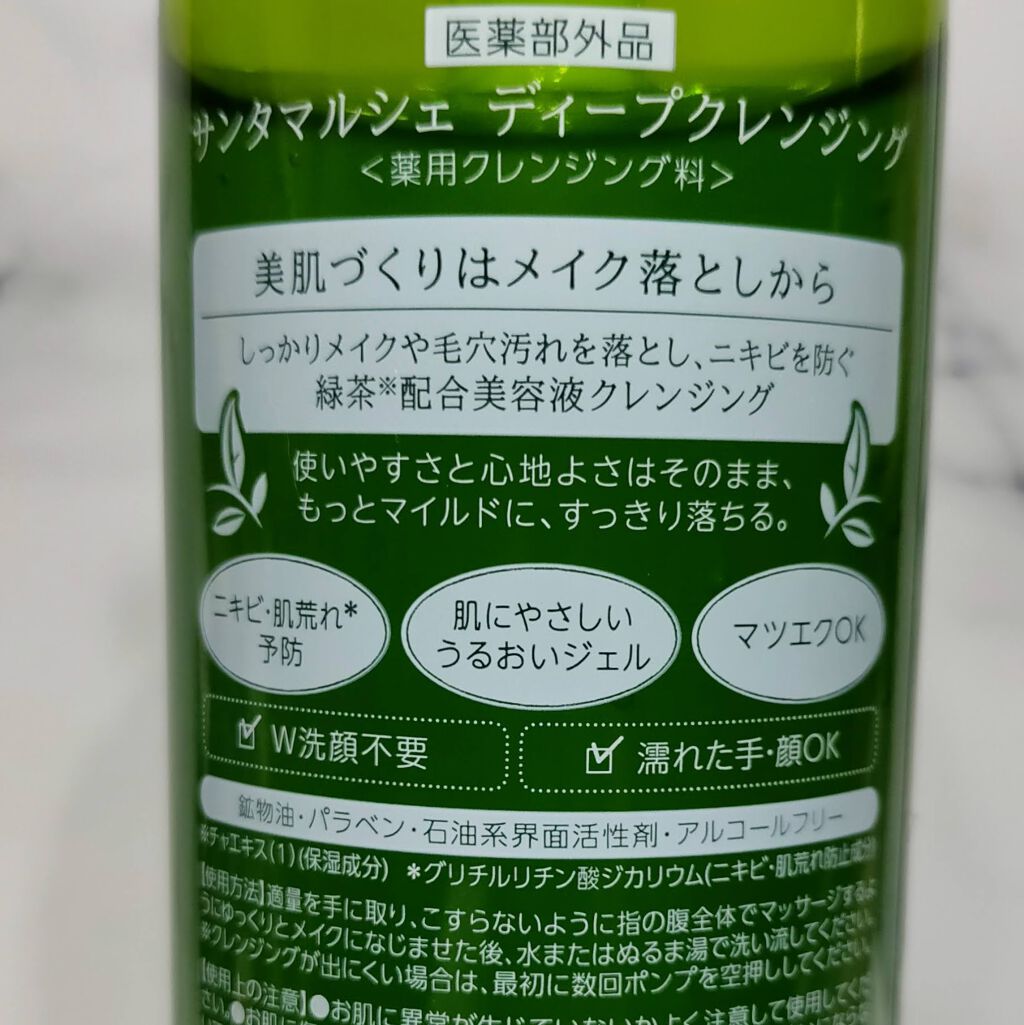 医薬部外品
サンタマルシェ ディープクレンジング
<薬用クレンジング料>
美肌づくりはメイク落としから
しっかりメイクや毛穴汚れを落とし、ニキビを防ぐ
緑茶※配合美容液クレンジング
使いやすさと心地よさはそのまま、
もっとマイルドに、すっきり落ちる。
ニキビ・肌荒れ*
予防
肌にやさしい
うるおいジェル
マツエクOK
W洗顔不要
濡れた手・顔OK
鉱物油・パラベン・石油系界面活性剤・アルコールフリー
※チャエキス(1)(保湿成分) *グリチルリチン酸ジカリウム(ニキビ・肌荒れ防止成分)
【使用方法】適量を手に取り、こすらないように指の腹全体でマッサージするよ
うにゆっくりとメイクになじませた後、水またはぬるま湯で洗い流してください。
※クレンジングが出にくい場合は、最初に数回ポンプを空押ししてください。
【使用上の注意】●お肌に異常が生じていないかよく注意して使用してくだ
さい。●お肌に